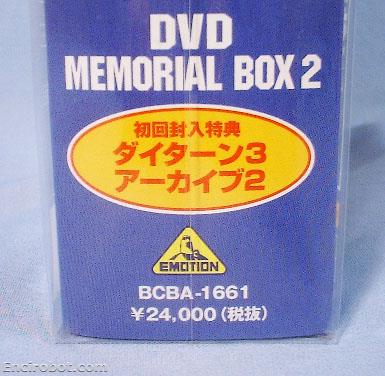 DVD
MEMORIAL BOX 2
初回封入特典
ダイターン3
アーカイブ2
EMOTION
BCBA-1661
¥24,000(税抜)
Encirobot.com